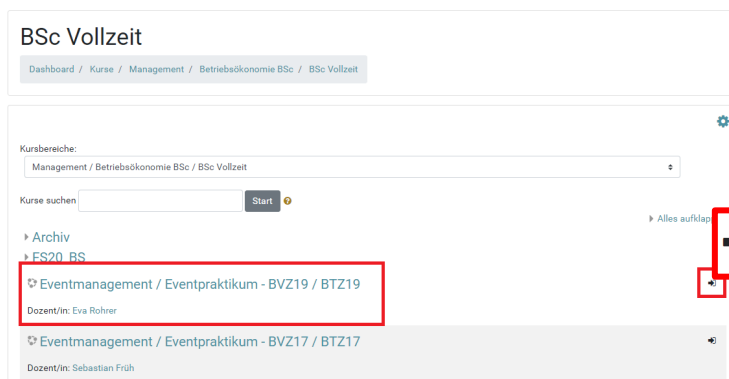 BSc Vollzeit
Dashboard / Kurse / Management / Betriebsökonomie BSc / BSc Vollzeit
Kursbereiche:
Management / Betriebsökonomie BSc / BSc Vollzeit
Kurse suchen Start
Alles aufklap
Archiv
FS20_BS
Eventmanagement / Eventpraktikum - BVZ19 / BTZ19
Dozent/in: Eva Rohrer
Eventmanagement / Eventpraktikum - BVZ17 / BTZ17
Dozent/in: Sebastian Früh